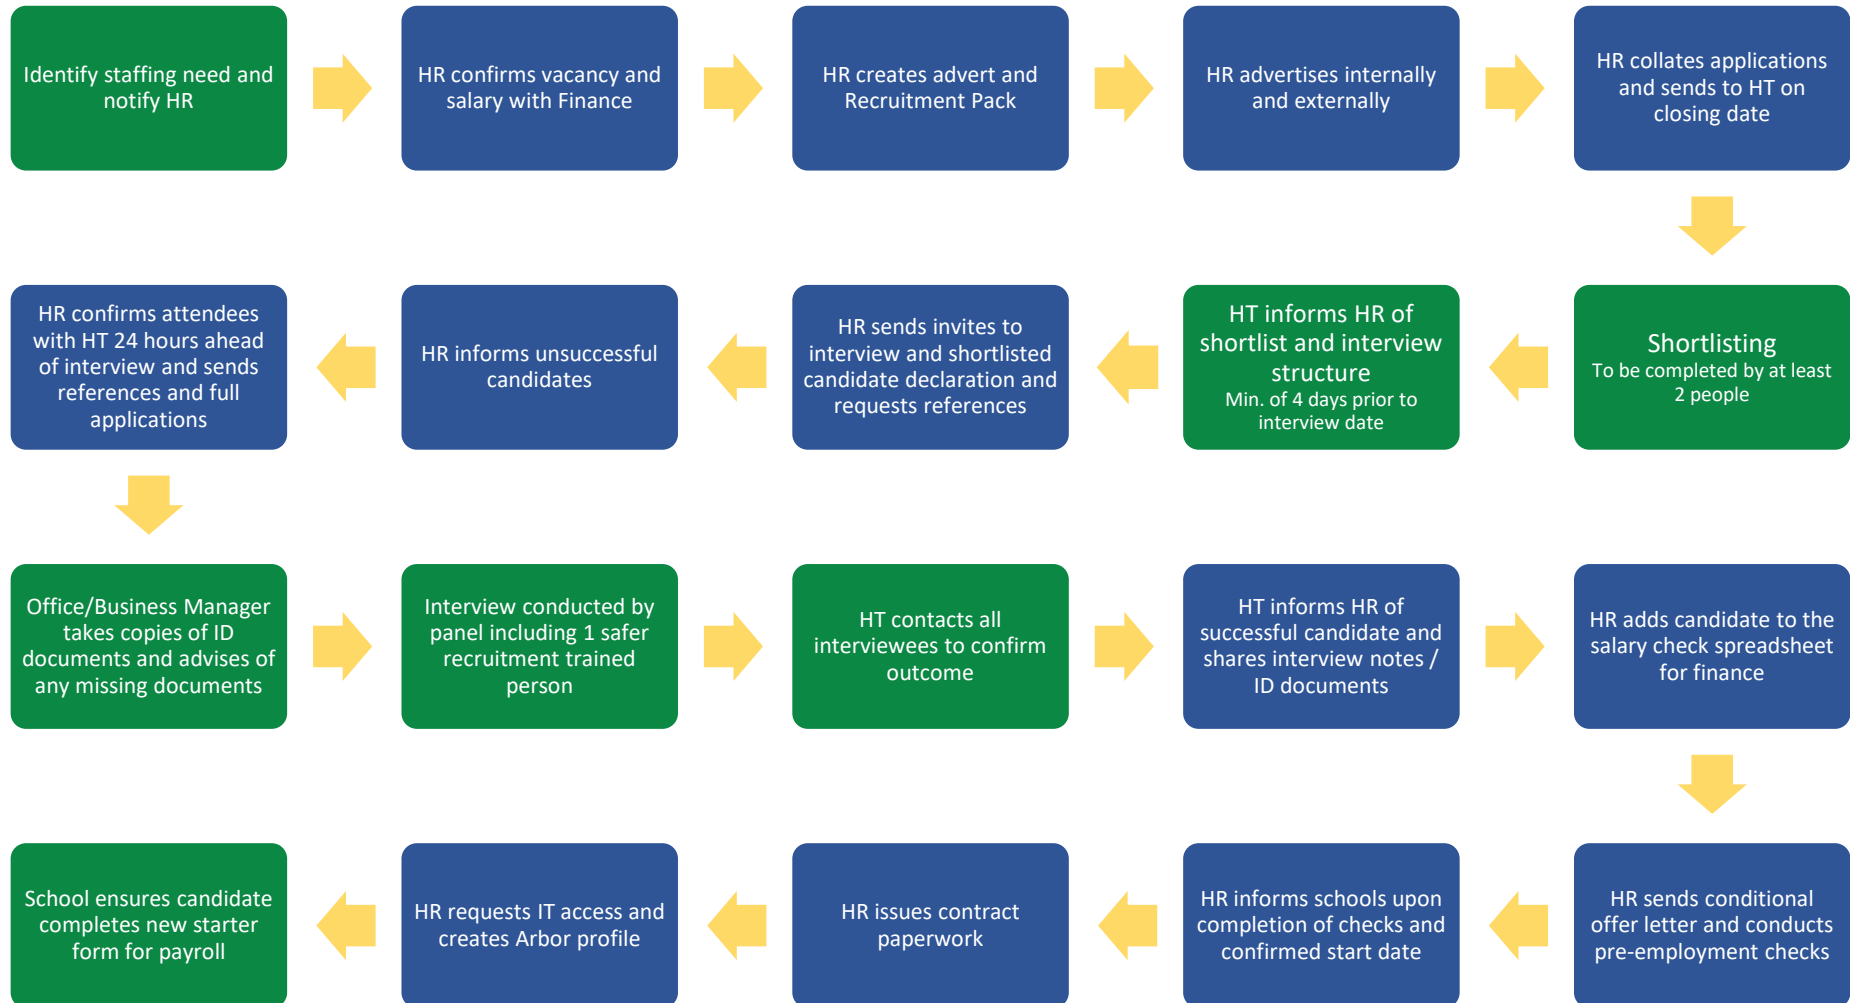 Identify staffing need and
notify HR
HR confirms vacancy and
salary with Finance
HR creates advert and
Recruitment Pack
HR advertises internally
and externally
HR collates applications
and sends to HT on
closing date
Shortlisting
To be completed by at least
2 people
HT informs HR of
shortlist and interview
structure
Min. of 4 days prior to
interview date
HR sends invites to
interview and shortlisted
candidate declaration and
requests references
HR informs unsuccessful
candidates
HR confirms attendees
with HT 24 hours ahead
of interview and sends
references and full
applications
Office/Business Manager
takes copies of ID
documents and advises of
any missing documents
Interview conducted by
panel including 1 safer
recruitment trained
person
HT contacts all
interviewees to confirm
outcome
HT informs HR of
successful candidate and
shares interview notes /
ID documents
HR adds candidate to the
salary check spreadsheet
for finance
HR sends conditional
offer letter and conducts
pre-employment checks
HR informs schools upon
completion of checks and
confirmed start date
HR issues contract
paperwork
HR requests IT access and
creates Arbor profile
School ensures candidate
completes new starter
form for payroll